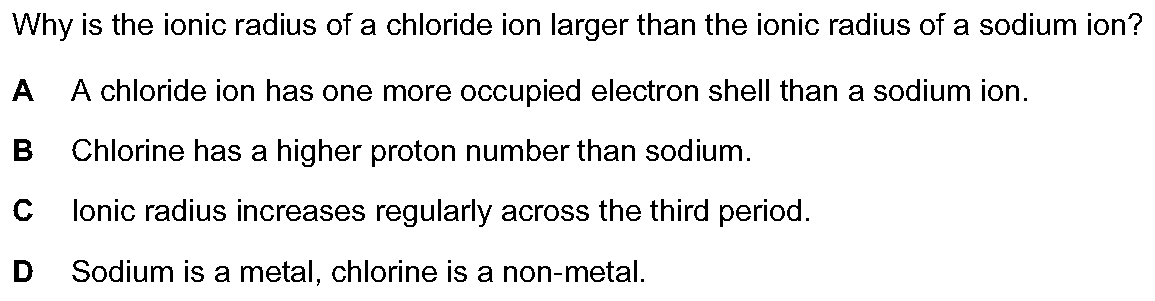 Why is the ionic radius of a chloride ion larger than the ionic radius of a sodium ion?
A A chloride ion has one more occupied electron shell than a sodium ion.
B Chlorine has a higher proton number than sodium.
C Ionic radius increases regularly across the third period.
D Sodium is a metal, chlorine is a non-metal.